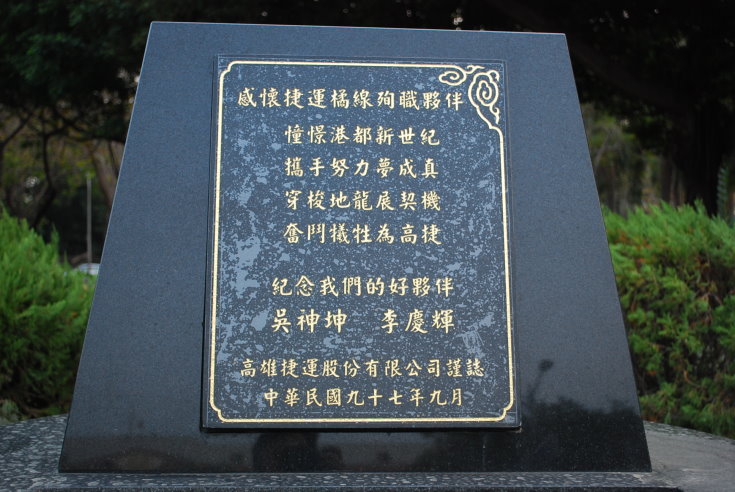 感懷捷運橘線殉職夥伴
憧憬港都新世紀
攜手努力夢成真
穿梭地龍展契機
奮鬥犧牲為高捷
紀念我們的好夥伴
吳神坤　李慶輝
高雄捷運股份有限公司謹誌
中華民國九十七年九月